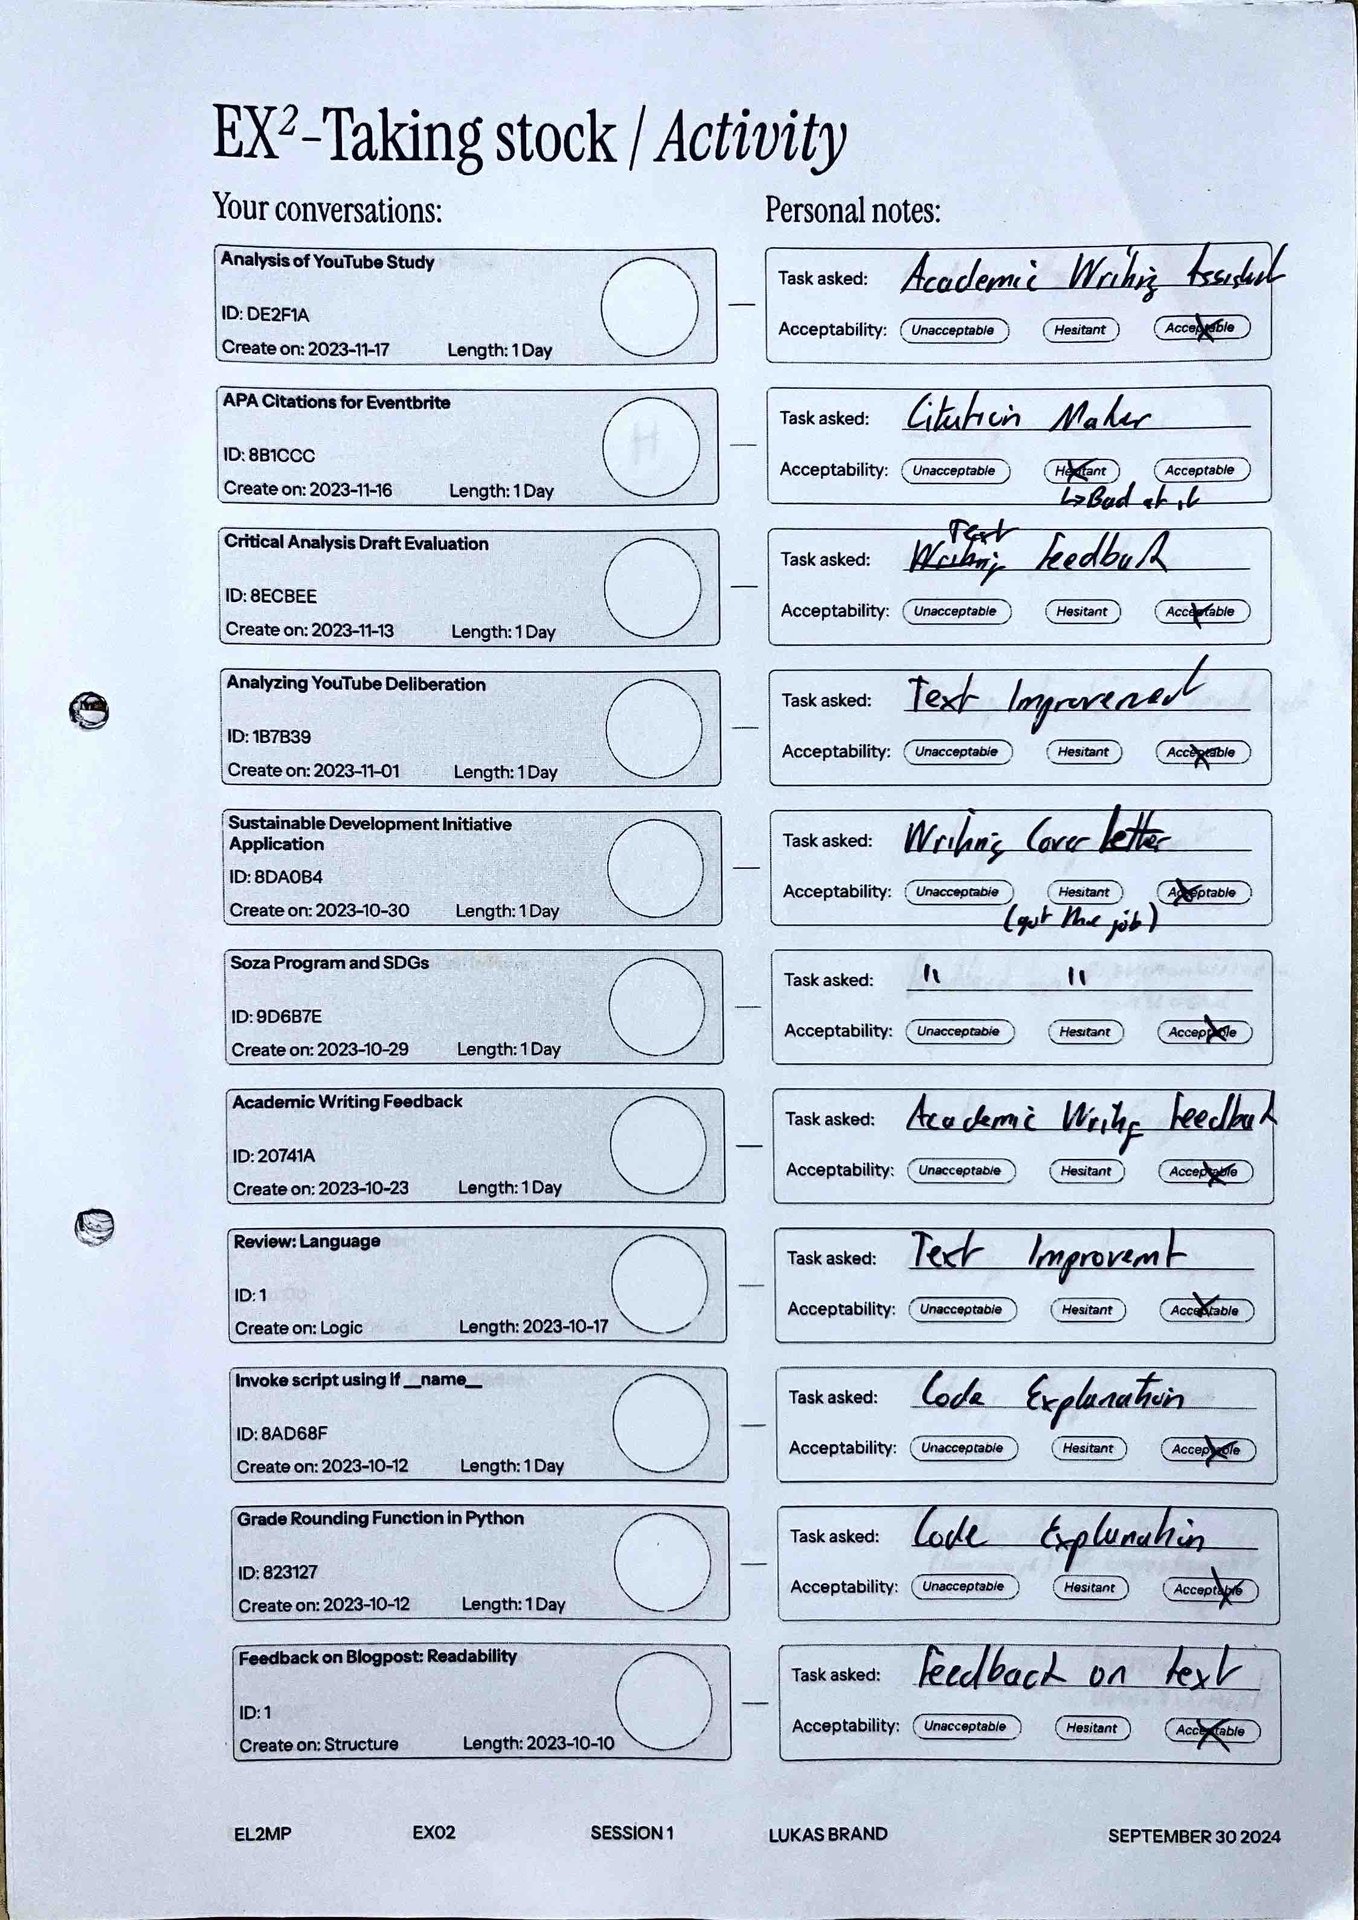 EX²-Taking stock / Activity
Your conversations:
Personal notes:
Analysis of YouTube Study
ID: DE2F1A
Create on: 2023-11-17 Length: 1 Day
Task asked: Academic Writing Assistant
Acceptability: Unacceptable Hesitant Acceptable
APA Citations for Eventbrite
H
ID: 8B1CCC
Create on: 2023-11-16 Length: 1 Day
Task asked: Citation Maker
Acceptability: Unacceptable Hesitant Acceptable
↳Bad at it
Critical Analysis Draft Evaluation
ID: 8ECBEE
Create on: 2023-11-13 Length: 1 Day
Text
Task asked: Writing Feedback
Acceptability: Unacceptable Hesitant Acceptable
Analyzing YouTube Deliberation
ID: 1B7B39
Create on: 2023-11-01 Length: 1 Day
Task asked: Text Improvement
Acceptability: Unacceptable Hesitant Acceptable
Sustainable Development Initiative
Application
ID: 8DA0B4
Create on: 2023-10-30 Length: 1 Day
Task asked: Writing Cover letter
Acceptability: Unacceptable Hesitant Acceptable
(got the job)
Soza Program and SDGs
ID: 9D6B7E
Create on: 2023-10-29 Length: 1 Day
Task asked: " "
Acceptability: Unacceptable Hesitant Acceptable
Academic Writing Feedback
ID: 20741A
Create on: 2023-10-23 Length: 1 Day
Task asked: Academic Writing Feedback
Acceptability: Unacceptable Hesitant Acceptable
Review: Language
ID: 1
Create on: Logic Length: 2023-10-17
Task asked: Text Improvemt
Acceptability: Unacceptable Hesitant Acceptable
Invoke script using if __name__
ID: 8AD68F
Create on: 2023-10-12 Length: 1 Day
Task asked: Code Explanation
Acceptability: Unacceptable Hesitant Acceptable
Grade Rounding Function in Python
ID: 823127
Create on: 2023-10-12 Length: 1 Day
Task asked: Code Explanation
Acceptability: Unacceptable Hesitant Acceptable
Feedback on Blogpost: Readability
ID: 1
Create on: Structure Length: 2023-10-10
Task asked: Feedback on text
Acceptability: Unacceptable Hesitant Acceptable
EL2MP EX02 SESSION 1 LUKAS BRAND SEPTEMBER 30 2024